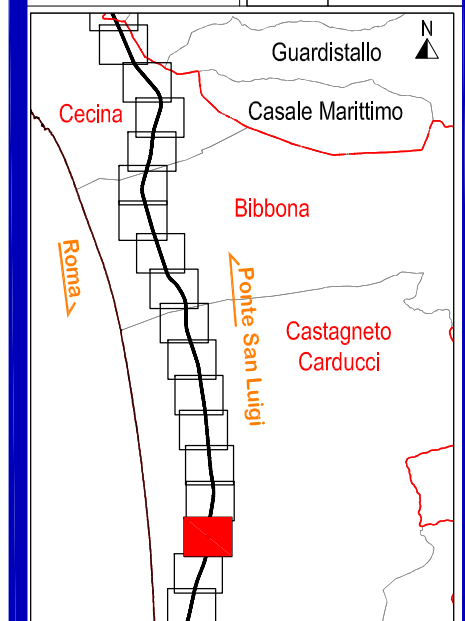 N
Guardistallo
Cecina
Casale Marittimo
Bibbona
Roma
Ponte San Luigi
Castagneto
Carducci